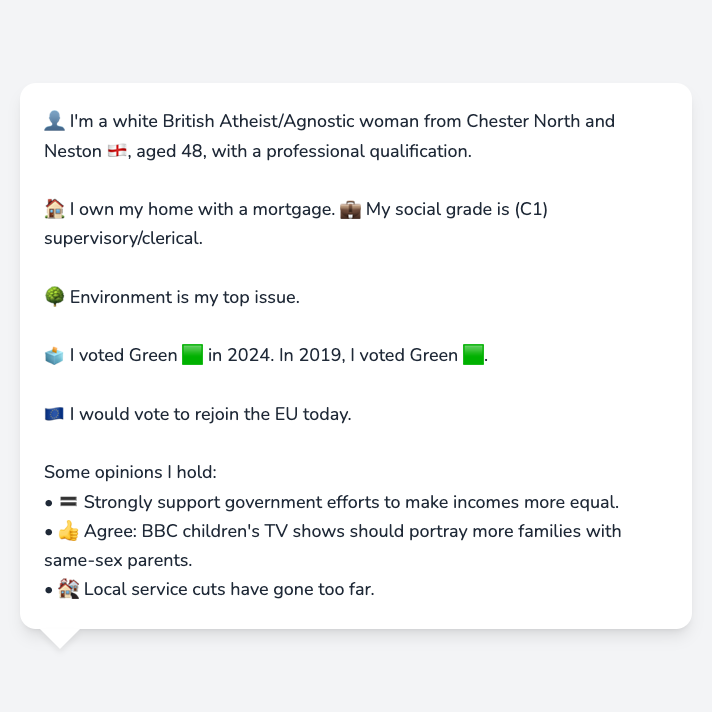 👤 I'm a white British Atheist/Agnostic woman from Chester North and
Neston 🏴󠁧󠁢󠁥󠁮󠁧󠁿, aged 48, with a professional qualification.
🏠 I own my home with a mortgage. 💼 My social grade is (C1)
supervisory/clerical.
🌳 Environment is my top issue.
🗳️ I voted Green 🟩 in 2024. In 2019, I voted Green 🟩.
🇪🇺 I would vote to rejoin the EU today.
Some opinions I hold:
• 🟰 Strongly support government efforts to make incomes more equal.
• 👍 Agree: BBC children's TV shows should portray more families with
same-sex parents.
• 🏘️ Local service cuts have gone too far.